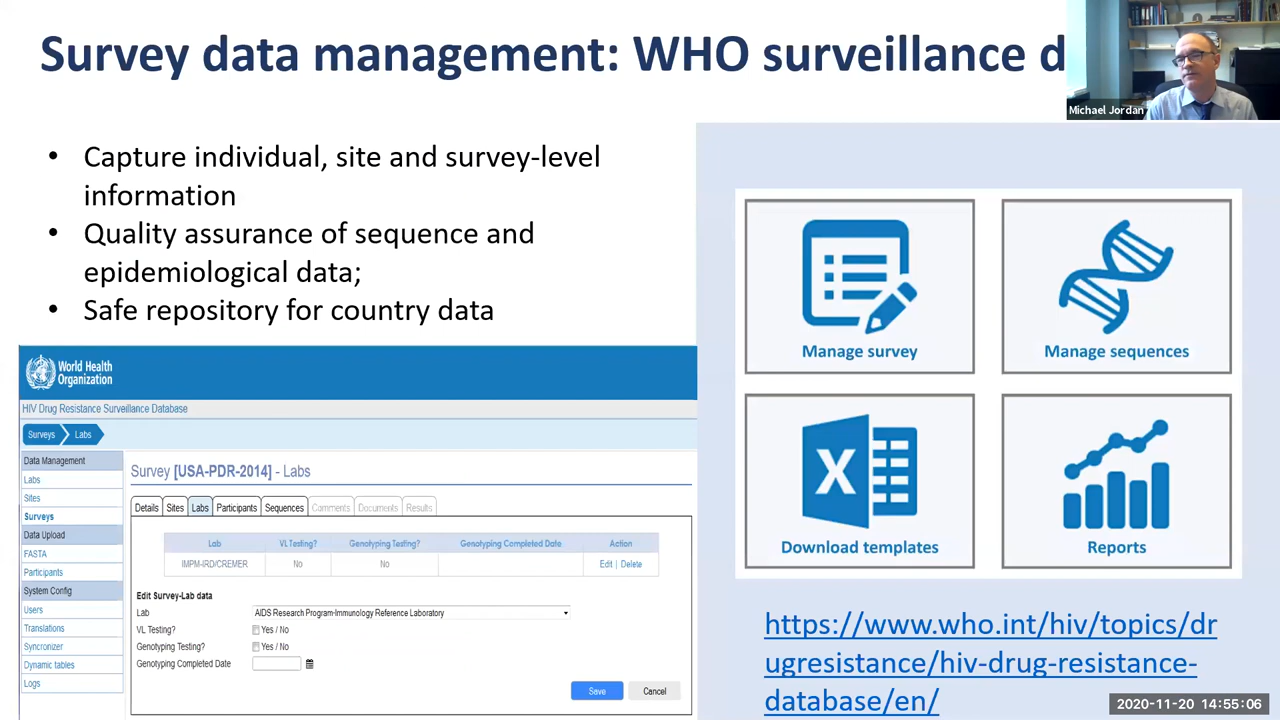 Survey data management: WHO surveillance d
Michael Jordan
• Capture individual, site and survey-level
information
• Quality assurance of sequence and
epidemiological data;
• Safe repository for country data
Manage survey
Manage sequences
Download templates
Reports
https://www.who.int/hiv/topics/dr
ugresistance/hiv-drug-resistance-
database/en/
World Health
Organization
HIV Drug Resistance Surveillance Database
Surveys Labs
Data Management
Labs
Sites
Surveys
Data Upload
FASTA
Participants
System Config
Users
Translations
Syncronizer
Dynamic tables
Logs
Survey [USA-PDR-2014] - Labs
Details Sites Labs Participants Sequences Comments Documents Results
Lab VL Testing? Genotyping Testing? Genotyping Completed Date Action
IMPM-IRD/CREMER No No Edit | Delete
Edit Survey-Lab data
Lab AIDS Research Program-Immunology Reference Laboratory
VL Testing? Yes / No
Genotyping Testing? Yes / No
Genotyping Completed Date
Save Cancel
2020-11-20 14:55:06